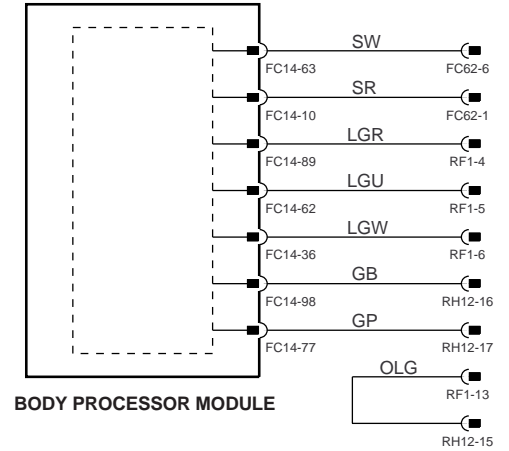 SW
FC14-63 FC62-6
SR
FC14-10 FC62-1
LGR
FC14-89 RF1-4
LGU
FC14-62 RF1-5
LGW
FC14-36 RF1-6
GB
FC14-98 RH12-16
GP
FC14-77 RH12-17
OLG
RF1-13
BODY PROCESSOR MODULE
RH12-15